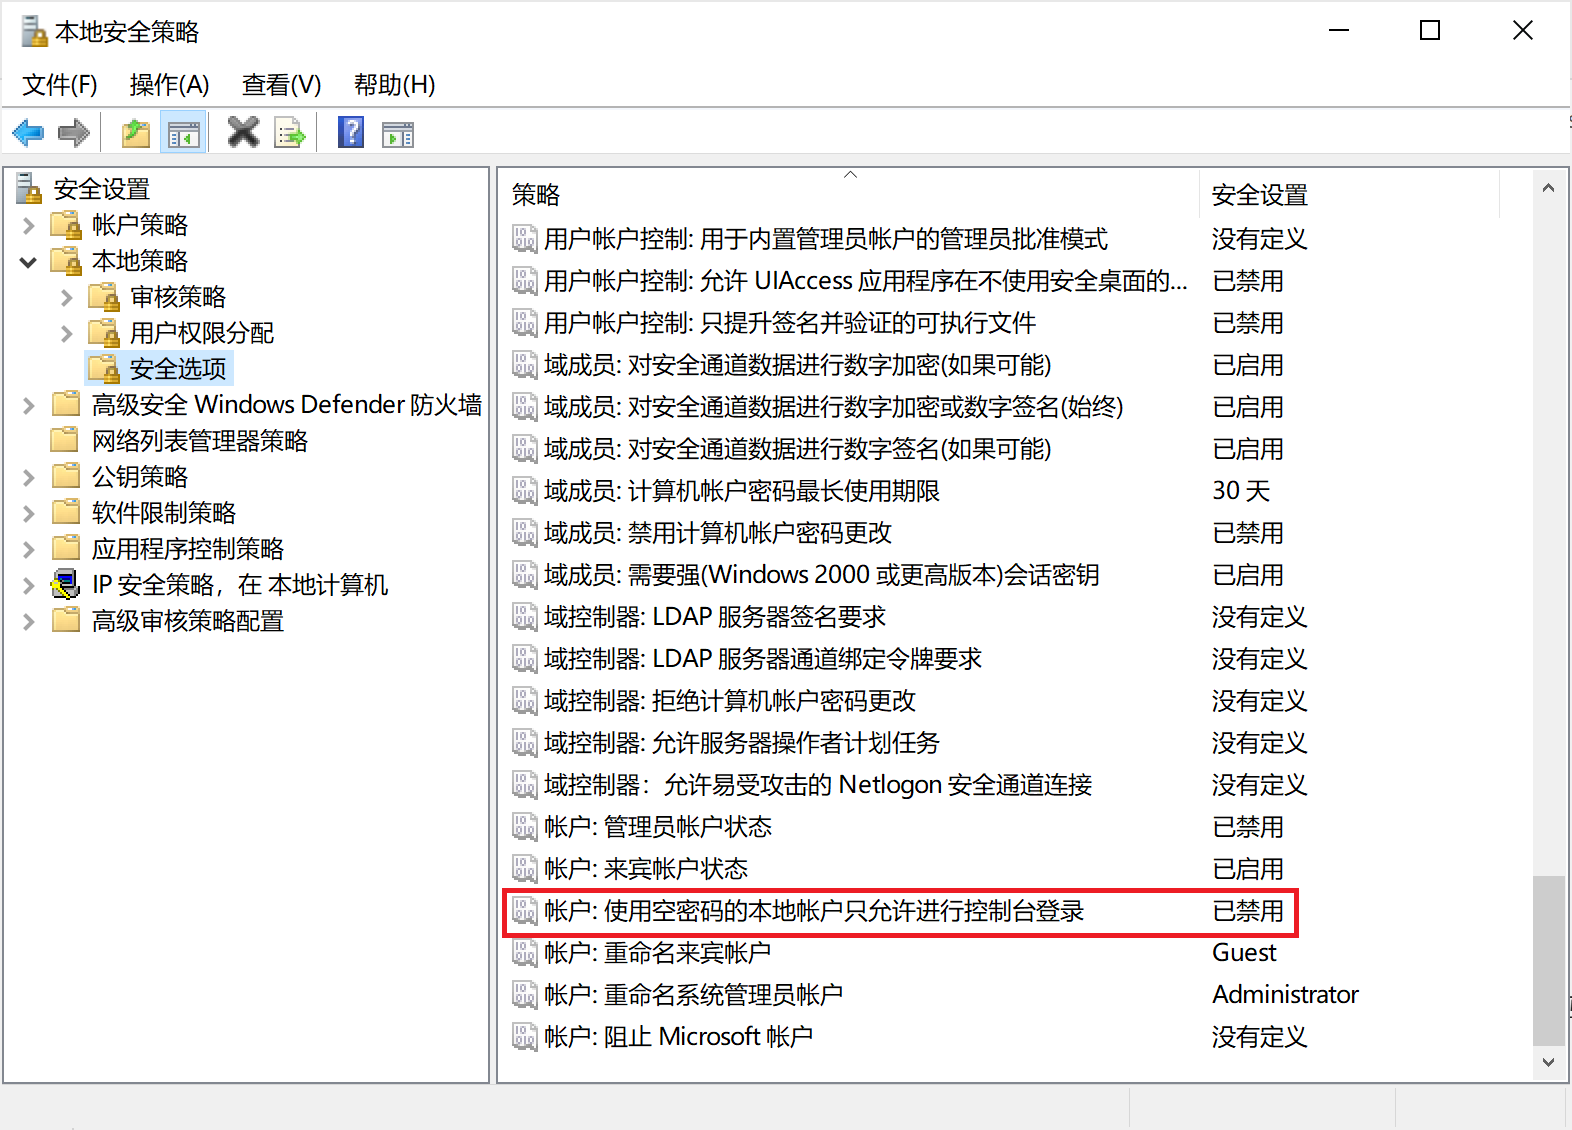 本地安全策略
文件(F) 操作(A) 查看(V) 帮助(H)
安全设置
帐户策略
本地策略
审核策略
用户权限分配
安全选项
高级安全 Windows Defender 防火墙
网络列表管理器策略
公钥策略
软件限制策略
应用程序控制策略
IP 安全策略，在 本地计算机
高级审核策略配置
策略 安全设置
用户帐户控制: 用于内置管理员帐户的管理员批准模式 没有定义
用户帐户控制: 允许 UIAccess 应用程序在不使用安全桌面的... 已禁用
用户帐户控制: 只提升签名并验证的可执行文件 已禁用
域成员: 对安全通道数据进行数字加密(如果可能) 已启用
域成员: 对安全通道数据进行数字加密或数字签名(始终) 已启用
域成员: 对安全通道数据进行数字签名(如果可能) 已启用
域成员: 计算机帐户密码最长使用期限 30 天
域成员: 禁用计算机帐户密码更改 已禁用
域成员: 需要强(Windows 2000 或更高版本)会话密钥 已启用
域控制器: LDAP 服务器签名要求 没有定义
域控制器: LDAP 服务器通道绑定令牌要求 没有定义
域控制器: 拒绝计算机帐户密码更改 没有定义
域控制器: 允许服务器操作者计划任务 没有定义
域控制器：允许易受攻击的 Netlogon 安全通道连接 没有定义
帐户: 管理员帐户状态 已禁用
帐户: 来宾帐户状态 已启用
帐户: 使用空密码的本地帐户只允许进行控制台登录 已禁用
帐户: 重命名来宾帐户 Guest
帐户: 重命名系统管理员帐户 Administrator
帐户: 阻止 Microsoft 帐户 没有定义